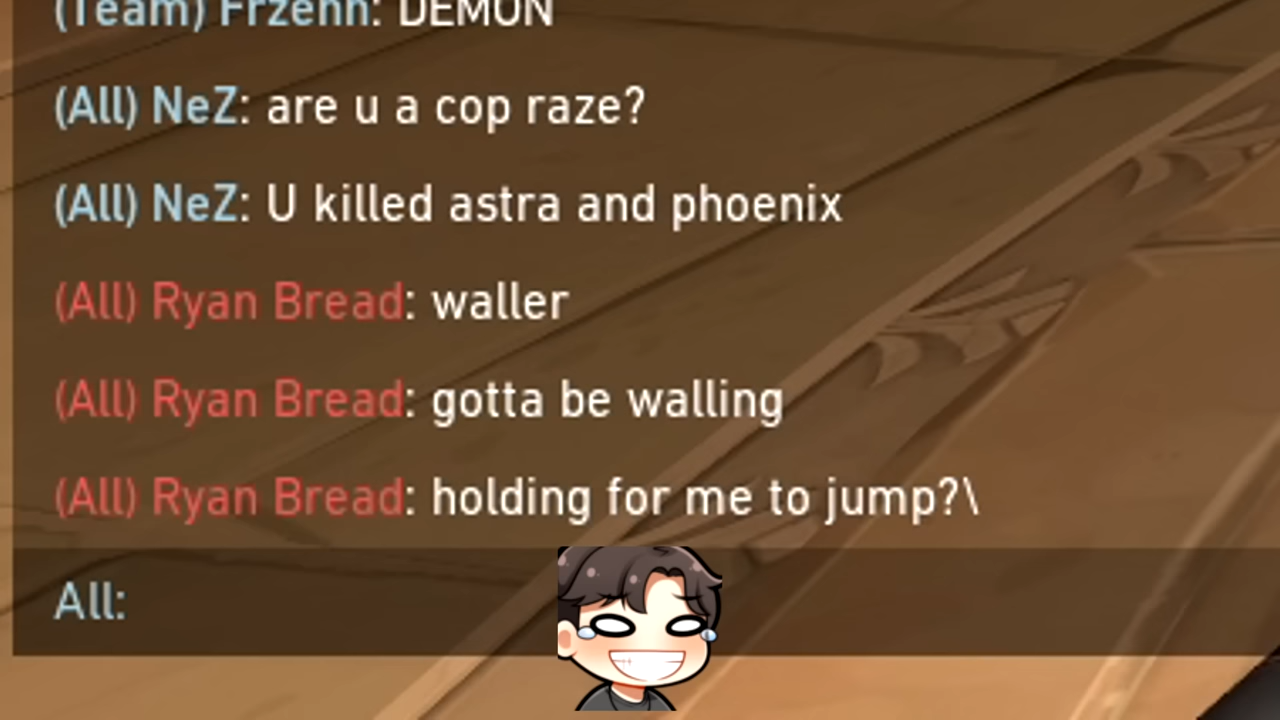 (Team) Frzenn: DEMON
(All) NeZ: are u a cop raze?
(All) NeZ: U killed astra and phoenix
(All) Ryan Bread: waller
(All) Ryan Bread: gotta be walling
(All) Ryan Bread: holding for me to jump?\
All: